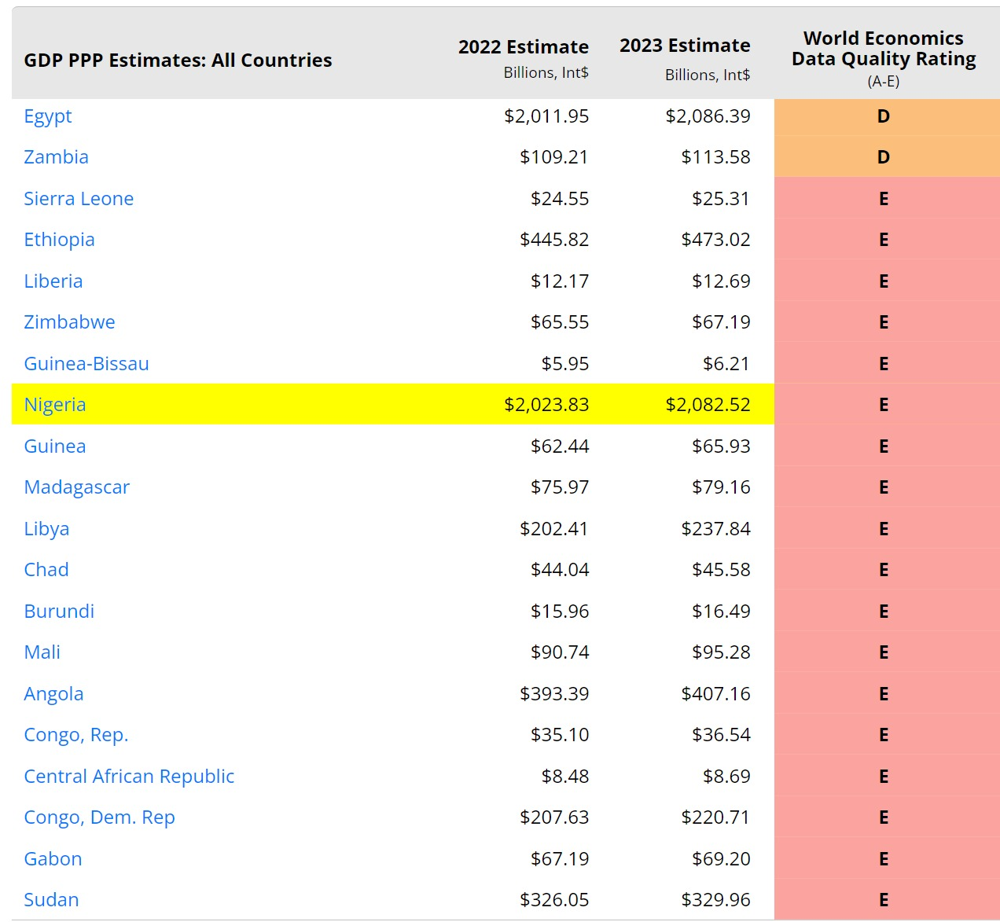 GDP PPP Estimates: All Countries 2022 Estimate Billions, Int$ 2023 Estimate Billions, Int$ World Economics Data Quality Rating (A-E)
Egypt $2,011.95 $2,086.39 D
Zambia $109.21 $113.58 D
Sierra Leone $24.55 $25.31 E
Ethiopia $445.82 $473.02 E
Liberia $12.17 $12.69 E
Zimbabwe $65.55 $67.19 E
Guinea-Bissau $5.95 $6.21 E
Nigeria $2,023.83 $2,082.52 E
Guinea $62.44 $65.93 E
Madagascar $75.97 $79.16 E
Libya $202.41 $237.84 E
Chad $44.04 $45.58 E
Burundi $15.96 $16.49 E
Mali $90.74 $95.28 E
Angola $393.39 $407.16 E
Congo, Rep. $35.10 $36.54 E
Central African Republic $8.48 $8.69 E
Congo, Dem. Rep $207.63 $220.71 E
Gabon $67.19 $69.20 E
Sudan $326.05 $329.96 E